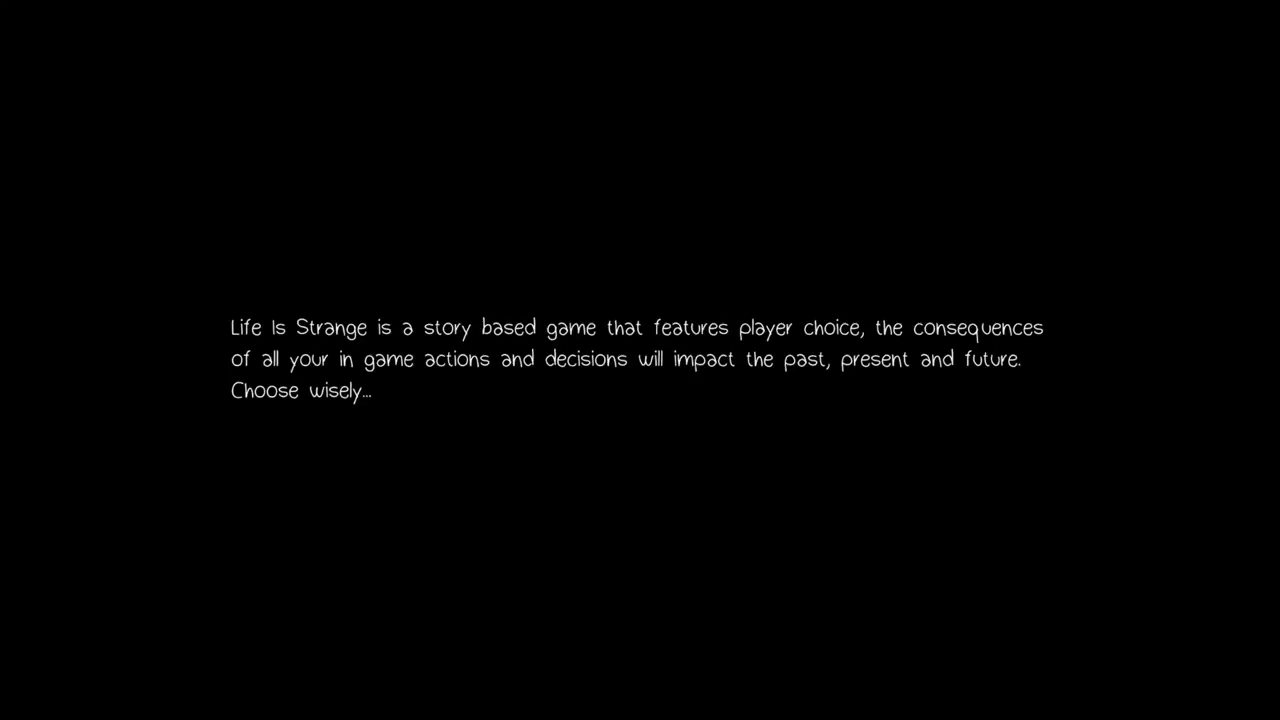 Life Is Strange is a story based game that features player choice, the consequences
of all your in game actions and decisions will impact the past, present and future.
Choose wisely...